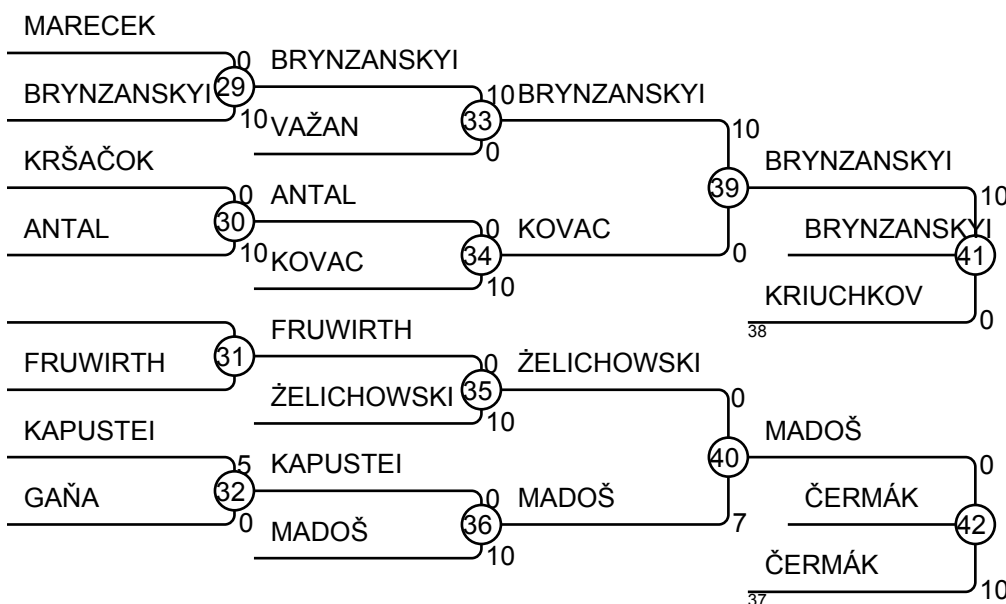 MARECEK
0 BRYNZANSKYI
BRYNZANSKYI 29 10 BRYNZANSKYI
10 VAŽAN 33 10
KRŠAČOK 0 BRYNZANSKYI
0 ANTAL 39 10
ANTAL 30 0 KOVAC BRYNZANSKYI
10 KOVAC 34 0 41
10 KRIUCHKOV
FRUWIRTH 38 0
FRUWIRTH 31 0 ŻELICHOWSKI
ŻELICHOWSKI 35 0
KAPUSTEI 10 MADOŠ
5 KAPUSTEI 40 0
GAŇA 32 0 MADOŠ ČERMÁK
0 MADOŠ 36 7 42
10 ČERMÁK
37 10